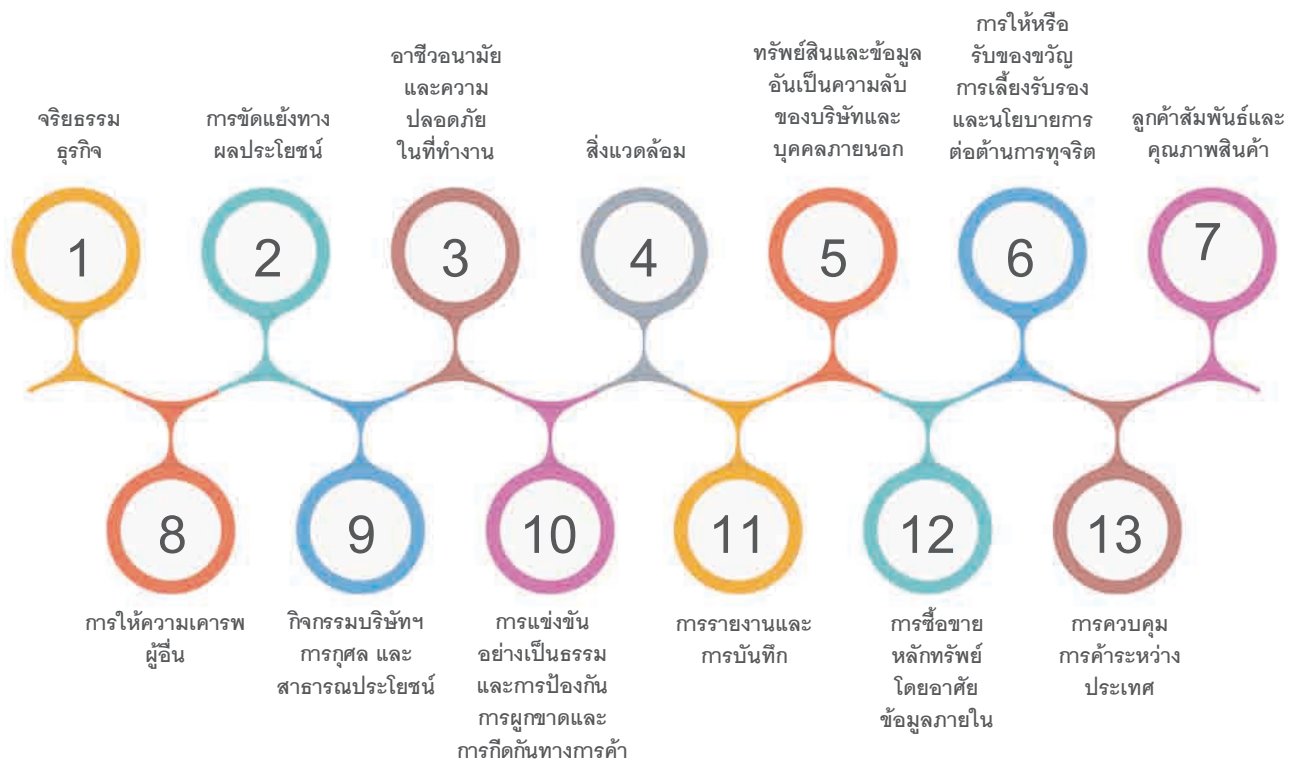 จริยธรรม
ธุรกิจ
1
การขัดแย้งทาง
ผลประโยชน์
2
อาชีวอนามัย
และความ
ปลอดภัย
ในที่ทำงาน
3
สิ่งแวดล้อม
4
ทรัพย์สินและข้อมูล
อันเป็นความลับ
ของบริษัทและ
บุคคลภายนอก
5
การให้หรือ
รับของขวัญ
การเลี้ยงรับรอง
และนโยบายการ
ต่อต้านการทุจริต
6
ลูกค้าสัมพันธ์และ
คุณภาพสินค้า
7
8
การให้ความเคารพ
ผู้อื่น
9
กิจกรรมบริษัทฯ
การกุศล และ
สาธารณประโยชน์
10
การแข่งขัน
อย่างเป็นธรรม
และการป้องกัน
การผูกขาดและ
การกีดกันทางการค้า
11
การรายงานและ
การบันทึก
12
การซื้อขาย
หลักทรัพย์
โดยอาศัย
ข้อมูลภายใน
13
การควบคุม
การค้าระหว่าง
ประเทศ